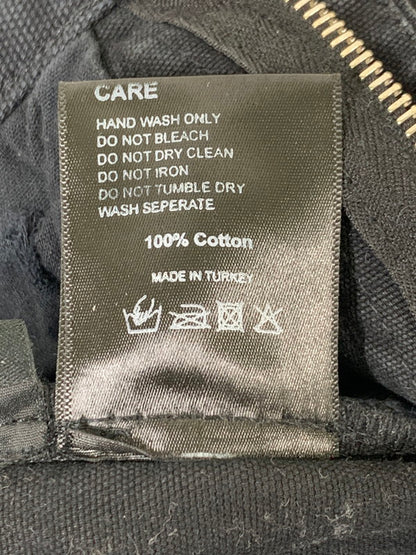 CARE
HAND WASH ONLY
DO NOT BLEACH
DO NOT DRY CLEAN
DO NOT IRON
DO NOT TUMBLE DRY
WASH SEPERATE
100% Cotton
MADE IN TURKEY